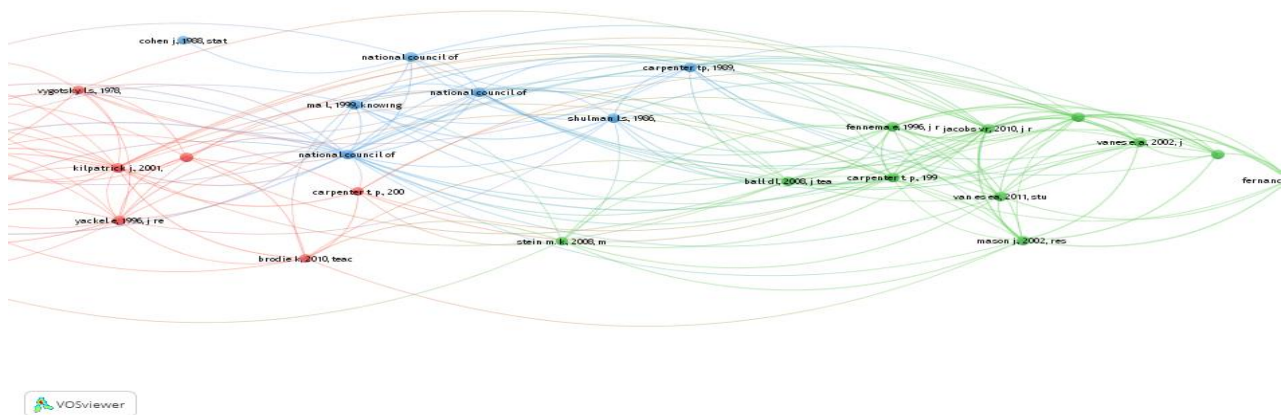 cohen j, 1988, stat
national council of
carpenter tp, 1989,
vygotsky l.s, 1978,
national council of
ma l, 1999, knowing
shulman ls, 1986,
fennema e, 1996, j r
jacobs vr, 2010, j r
van es e.a, 2002, j
national council of
kilpatrick j, 2001,
carpenter t. p, 200
ball dl, 2008, j tea
carpenter t. p, 199
fernanc
van es ea, 2011, stu
yackel e, 1996, j re
stein m. k, 2008, m
mason j, 2002, res
brodie k, 2010, teac
VOSviewer